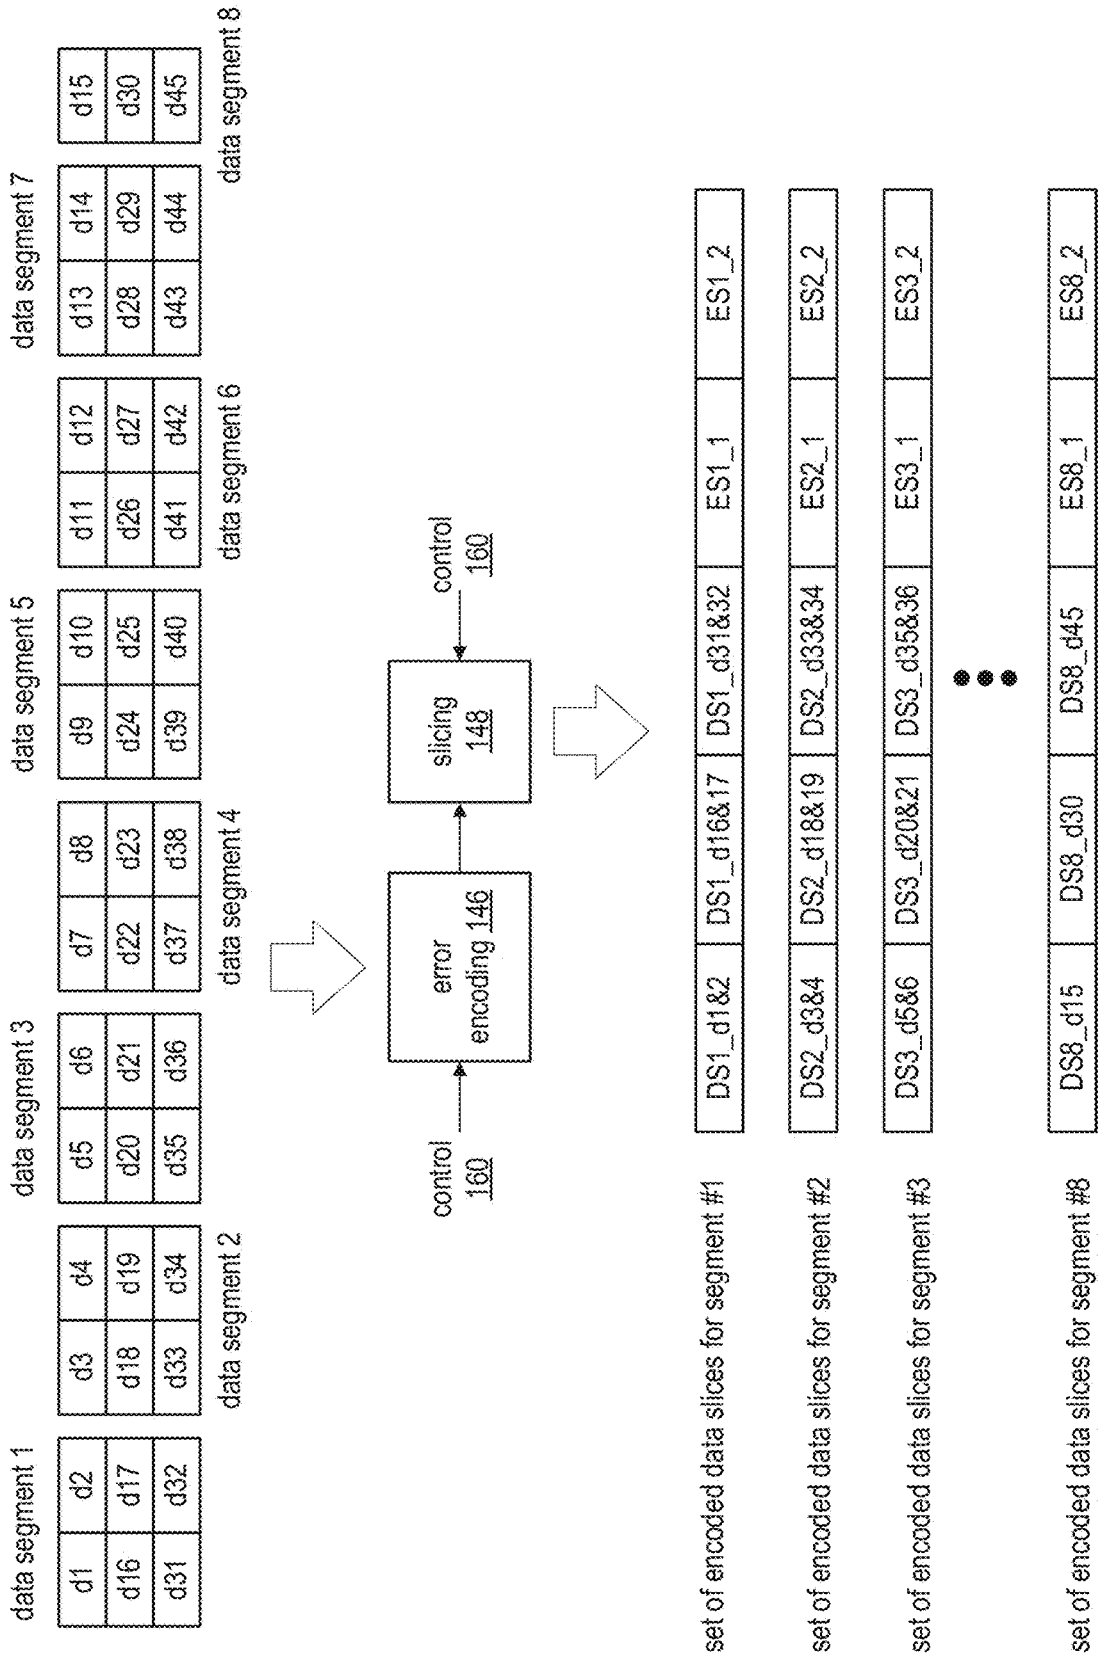 data segment 1
data segment 3
data segment 5
data segment 7
d1 d2 d3 d4 d5 d6 d7 d8 d9 d10 d11 d12 d13 d14 d15
d16 d17 d18 d19 d20 d21 d22 d23 d24 d25 d26 d27 d28 d29 d30
d31 d32 d33 d34 d35 d36 d37 d38 d39 d40 d41 d42 d43 d44 d45
data segment 2
data segment 4
data segment 6
data segment 8
control
160
error
encoding 146
slicing
148
control
160
set of encoded data slices for segment #1 DS1_d1&2 DS1_d16&17 DS1_d31&32 ES1_1 ES1_2
set of encoded data slices for segment #2 DS2_d3&4 DS2_d18&19 DS2_d33&34 ES2_1 ES2_2
set of encoded data slices for segment #3 DS3_d5&6 DS3_d20&21 DS3_d35&36 ES3_1 ES3_2
set of encoded data slices for segment #8 DS8_d15 DS8_d30 DS8_d45 ES8_1 ES8_2